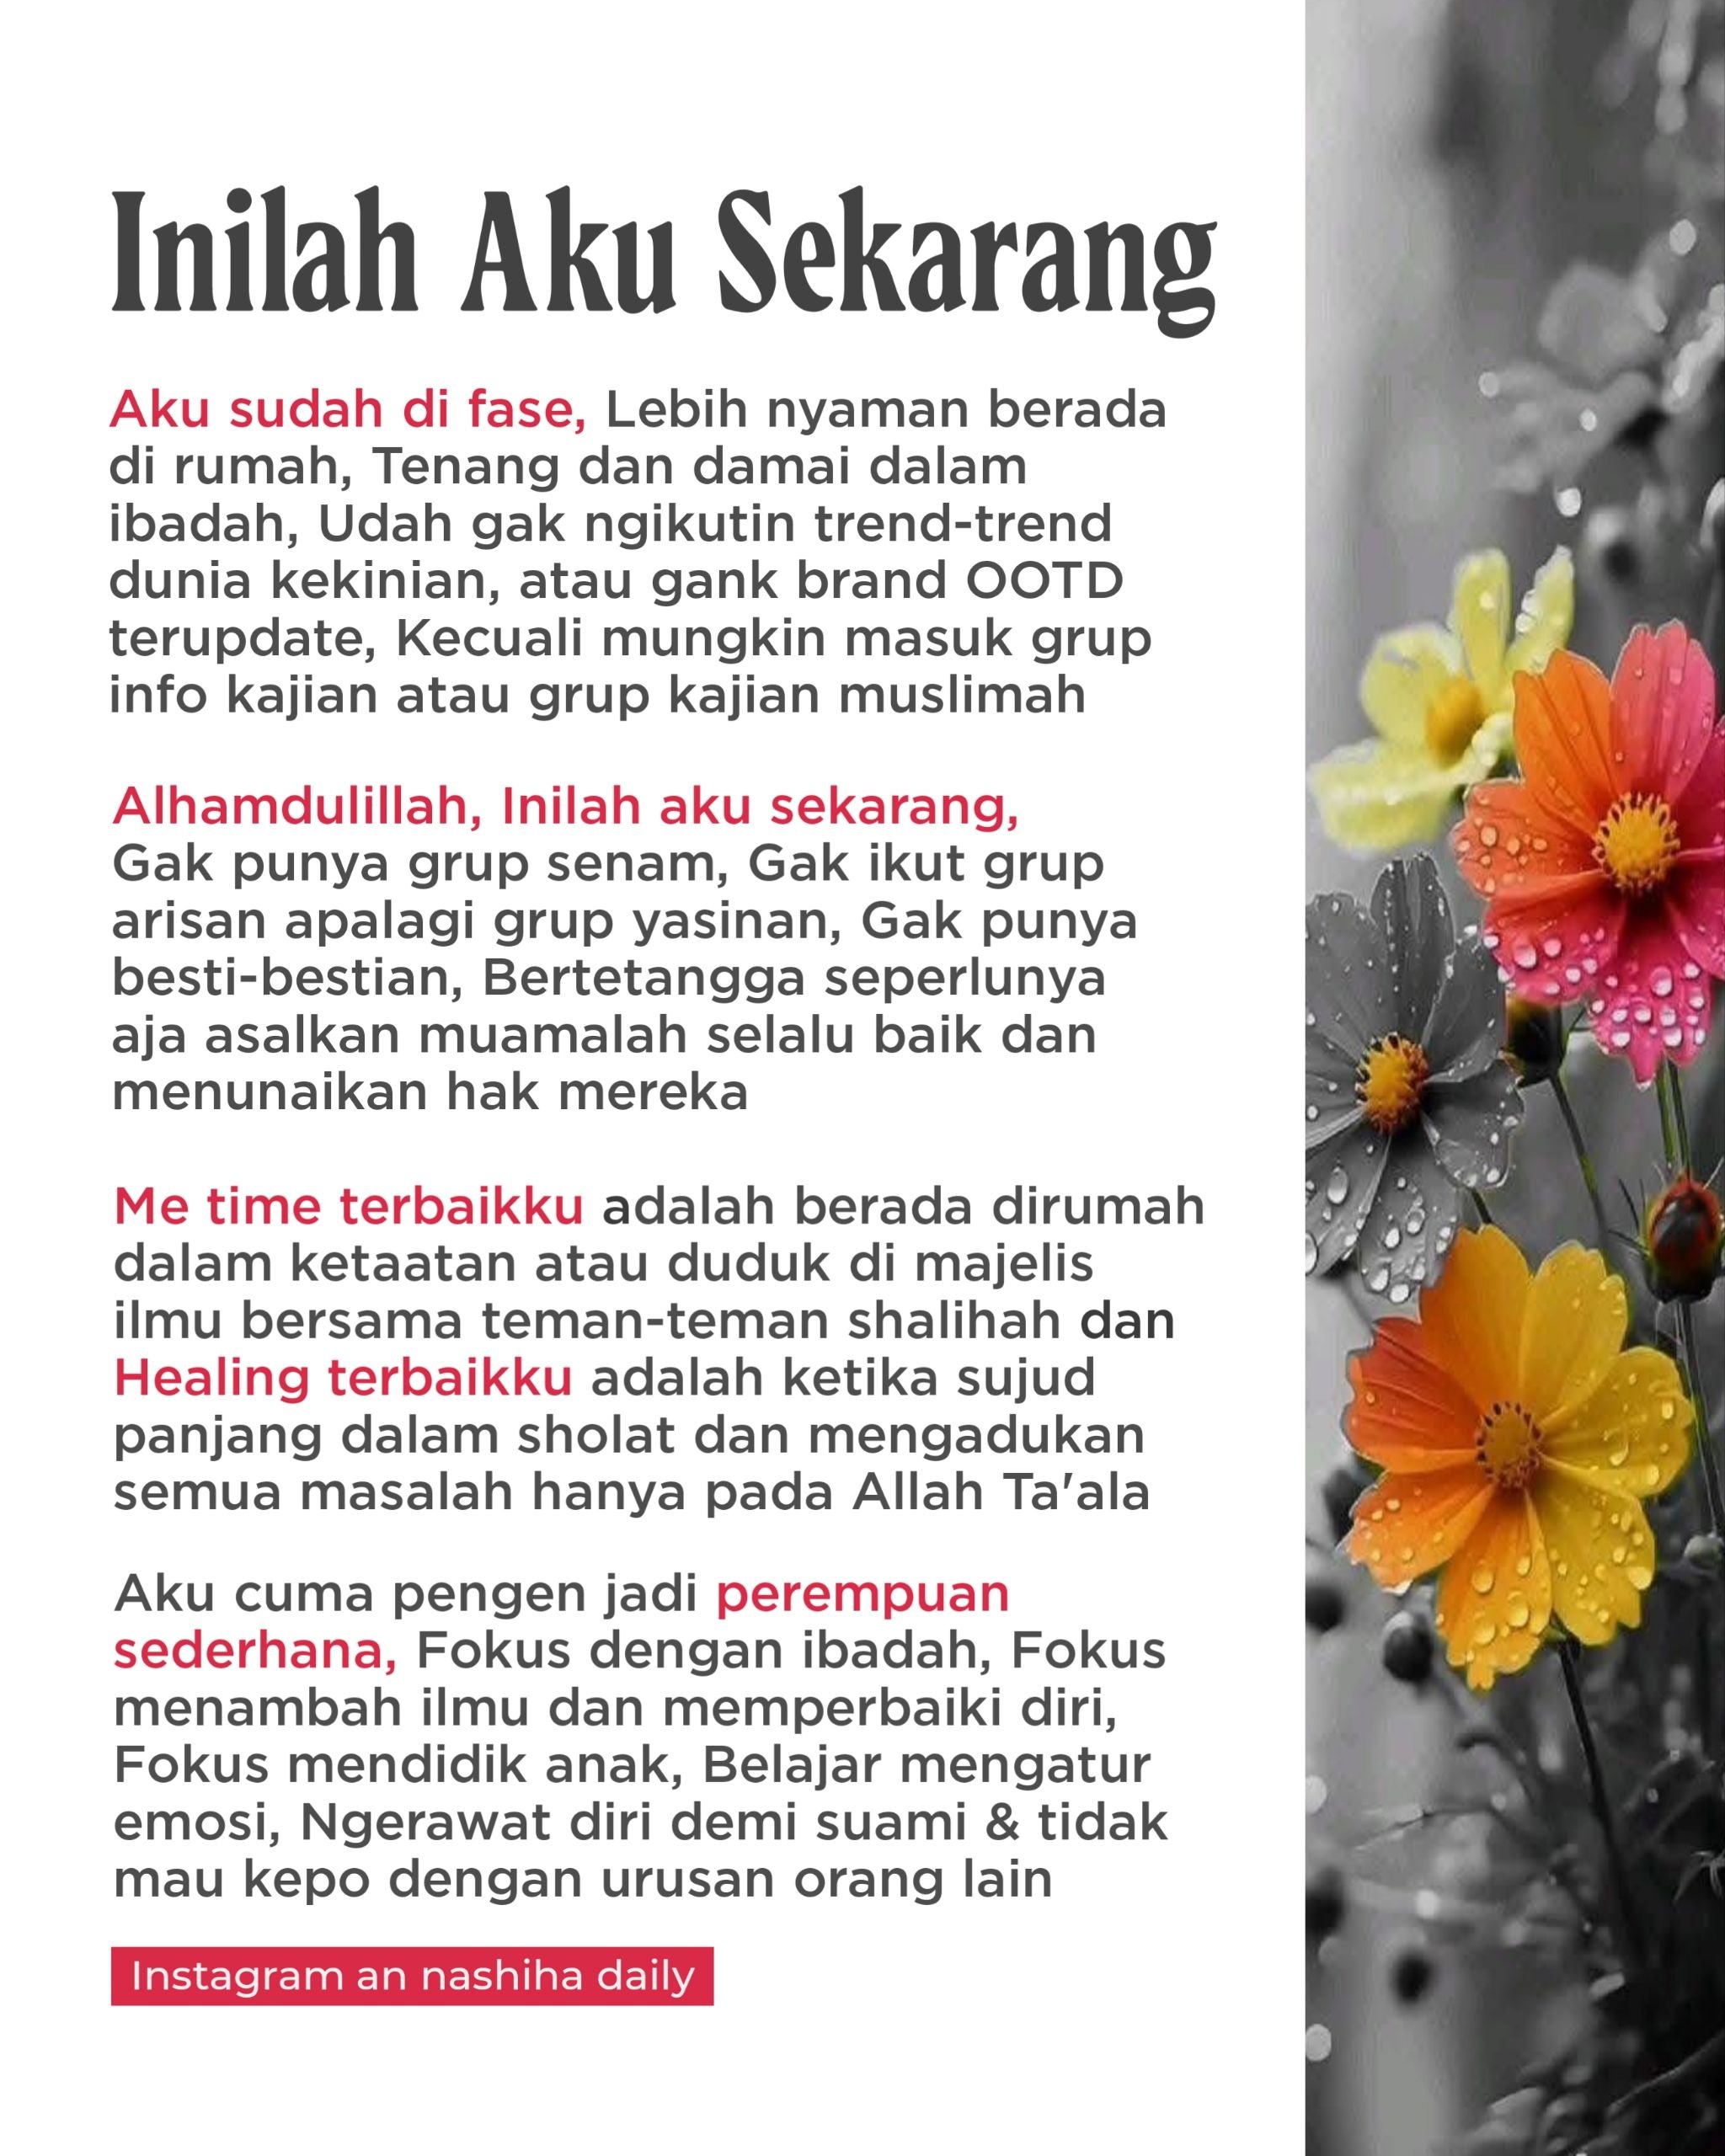 Inilah Aku Sekarang
Aku sudah di fase, Lebih nyaman berada
di rumah, Tenang dan damai dalam
ibadah, Udah gak ngikutin trend-trend
dunia kekinian, atau gank brand OOTD
terupdate, Kecuali mungkin masuk grup
info kajian atau grup kajian muslimah
Alhamdulillah, Inilah aku sekarang,
Gak punya grup senam, Gak ikut grup
arisan apalagi grup yasinan, Gak punya
besti-bestian, Bertetangga seperlunya
aja asalkan muamalah selalu baik dan
menunaikan hak mereka
Me time terbaikku adalah berada dirumah
dalam ketaatan atau duduk di majelis
ilmu bersama teman-teman shalihah dan
Healing terbaikku adalah ketika sujud
panjang dalam sholat dan mengadukan
semua masalah hanya pada Allah Ta'ala
Aku cuma pengen jadi perempuan
sederhana, Fokus dengan ibadah, Fokus
menambah ilmu dan memperbaiki diri,
Fokus mendidik anak, Belajar mengatur
emosi, Ngerawat diri demi suami & tidak
mau kepo dengan urusan orang lain
Instagram an nashiha daily